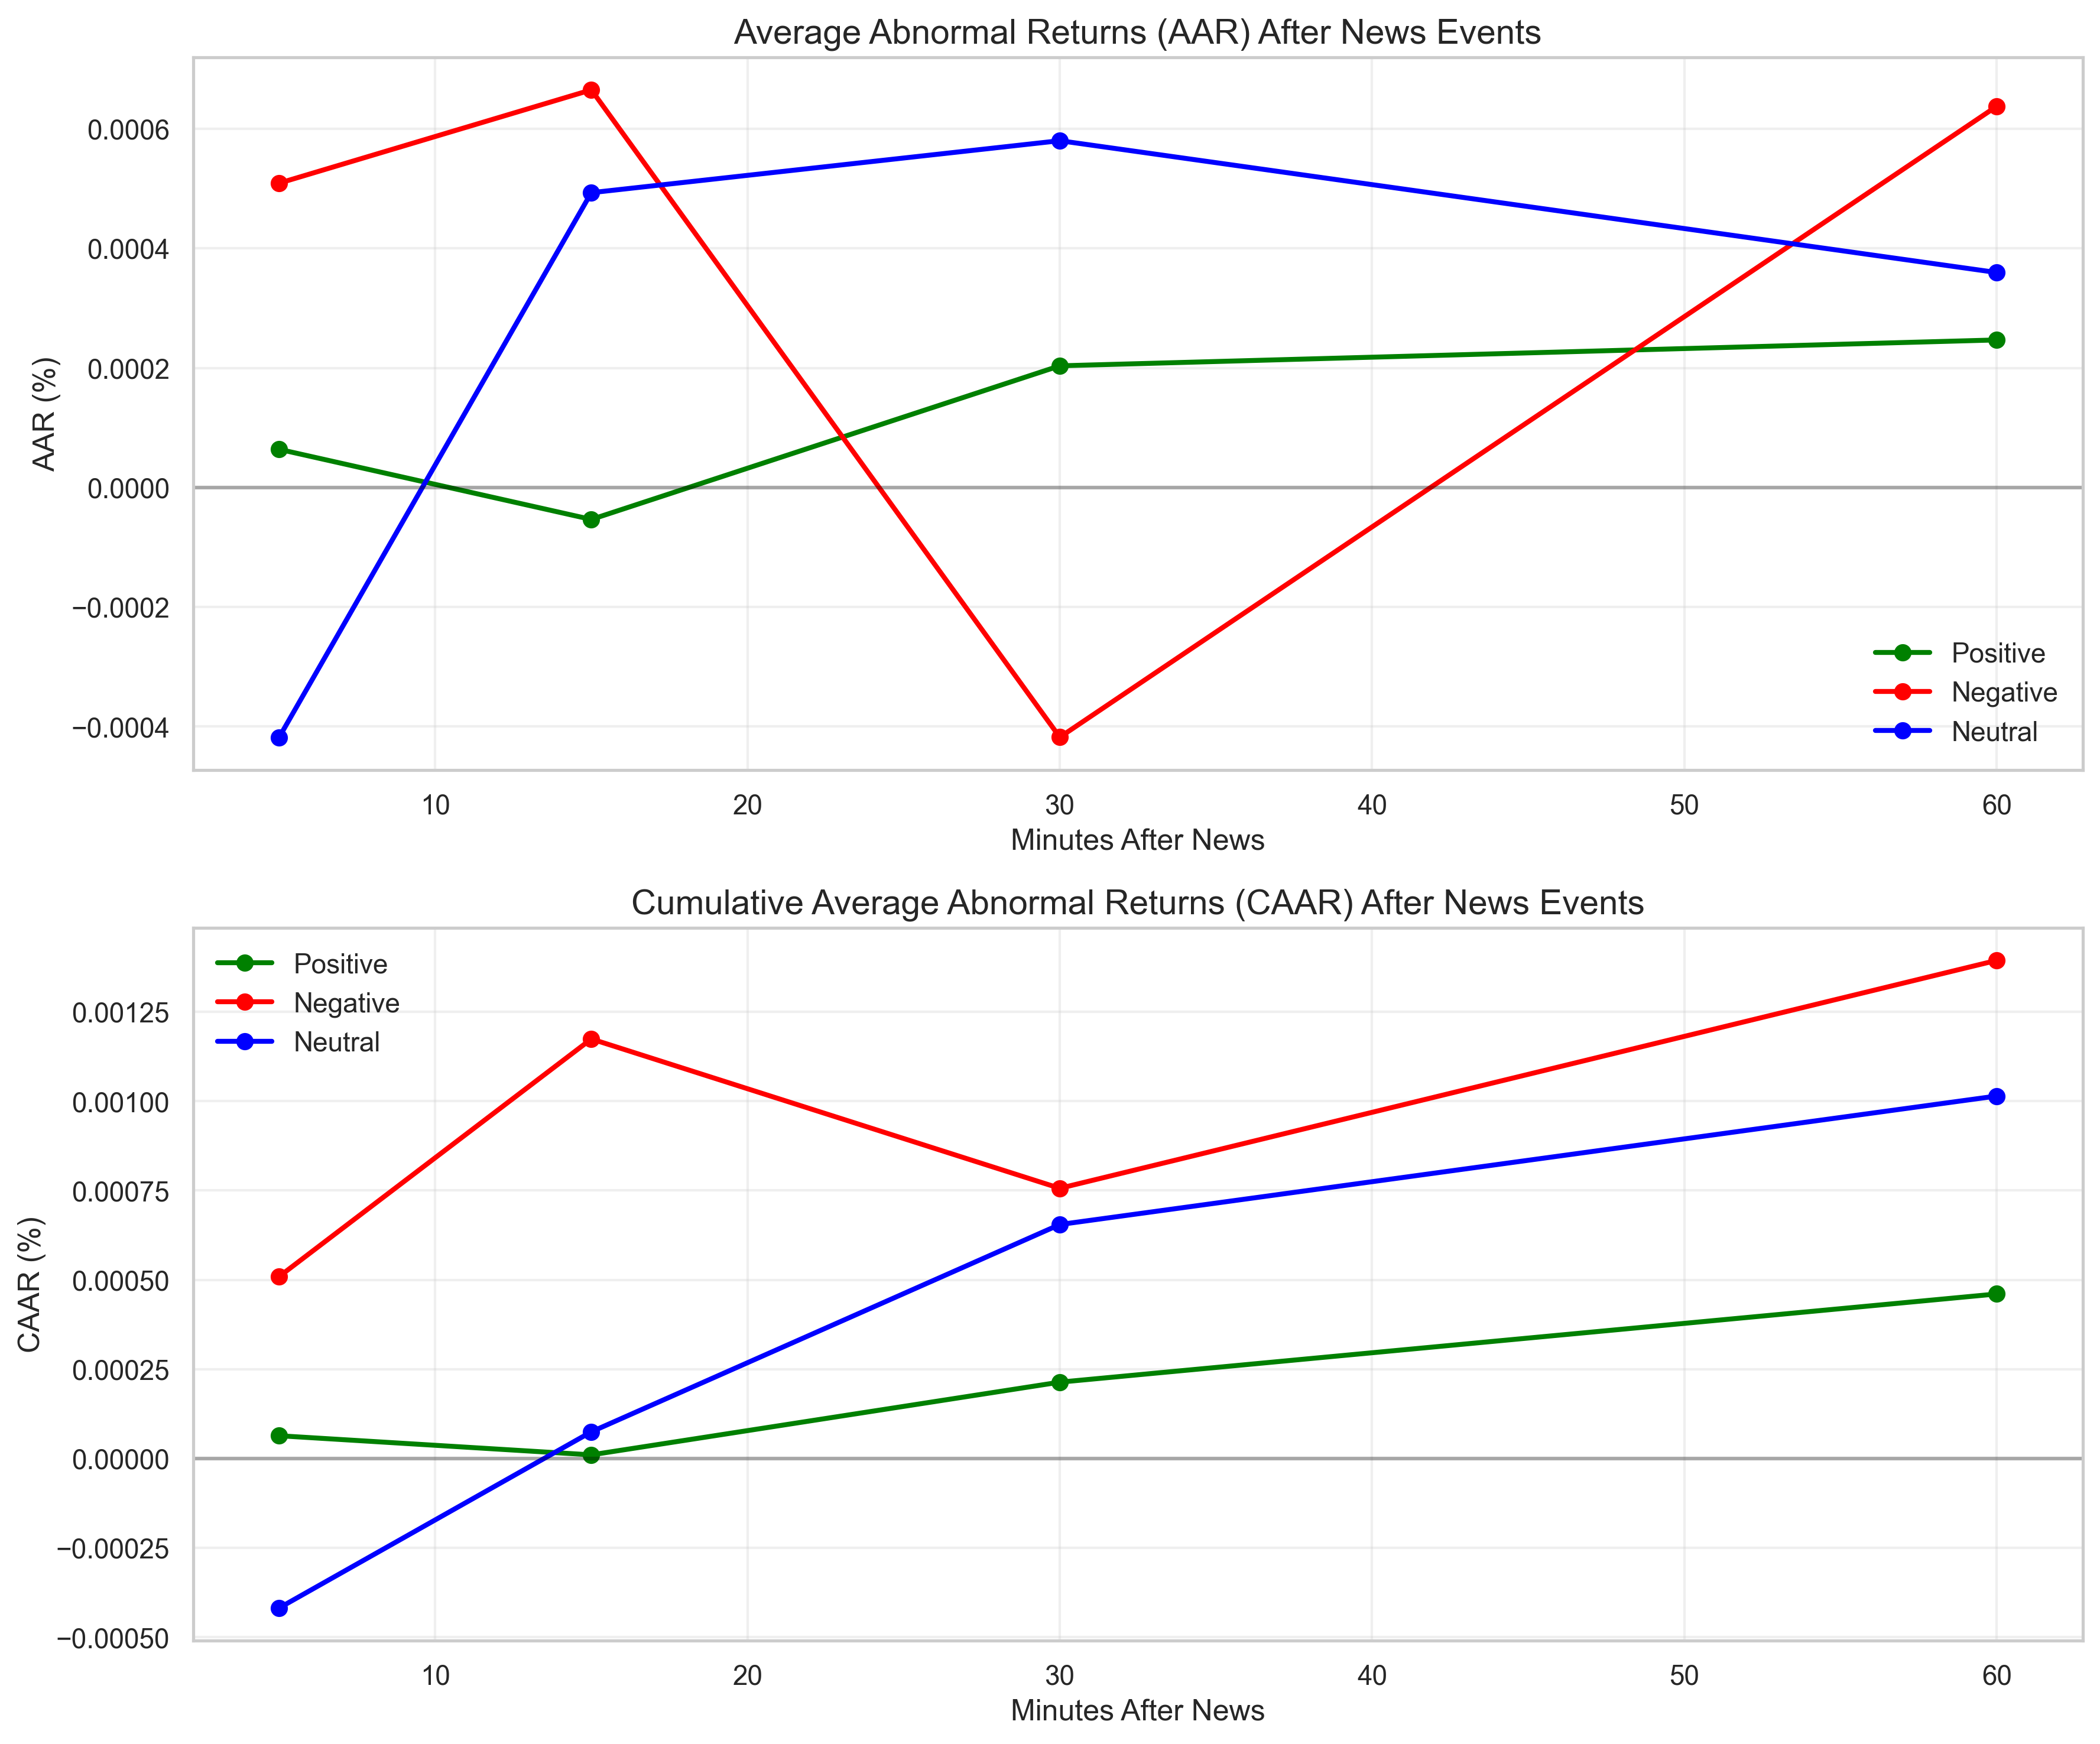 Average Abnormal Returns (AAR) After News Events
AAR (%)
0.0006
0.0004
0.0002
0.0000
−0.0002
−0.0004
Positive
Negative
Neutral
10 20 30 40 50 60
Minutes After News
Cumulative Average Abnormal Returns (CAAR) After News Events
CAAR (%)
Positive
Negative
Neutral
0.00125
0.00100
0.00075
0.00050
0.00025
0.00000
−0.00025
−0.00050
10 20 30 40 50 60
Minutes After News